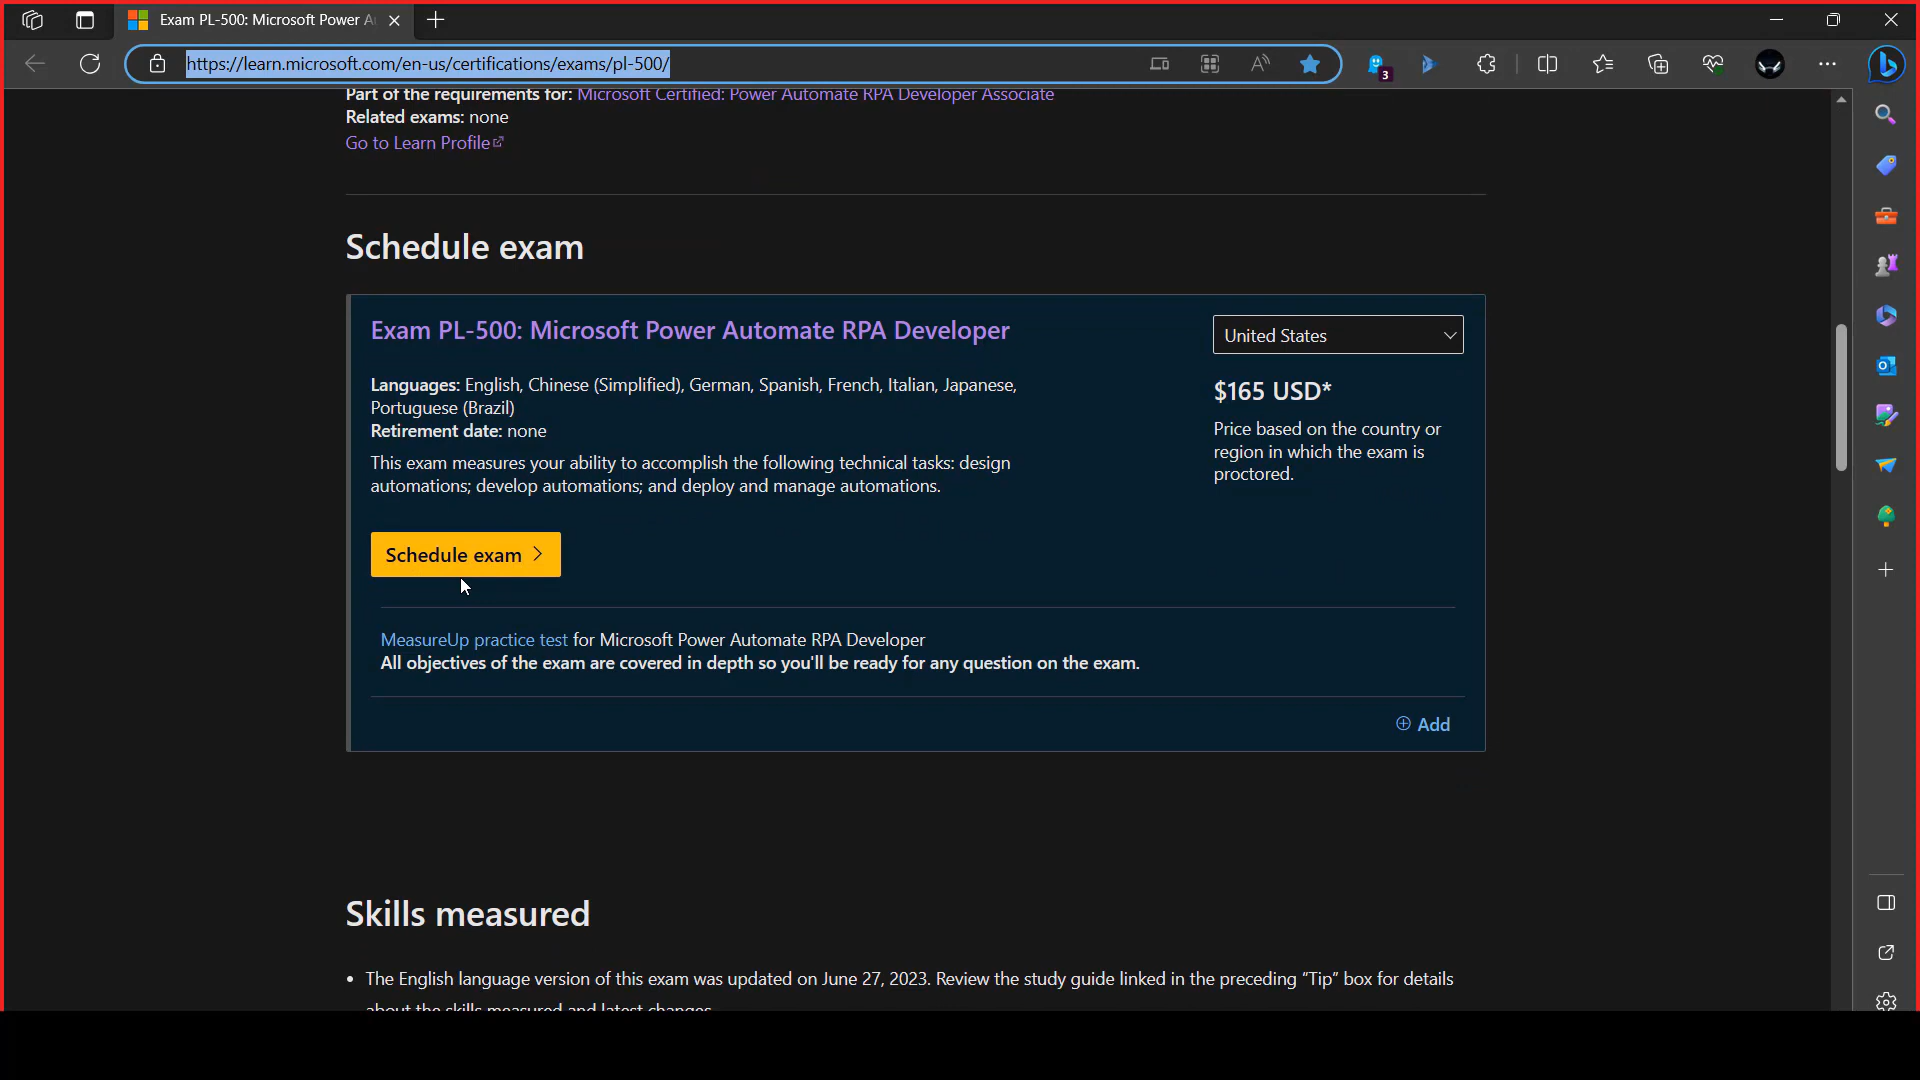 Exam PL-500: Microsoft Power A
https://learn.microsoft.com/en-us/certifications/exams/pl-500/
3
Part of the requirements for: Microsoft Certified: Power Automate RPA Developer Associate
Related exams: none
Go to Learn Profile
Schedule exam
Exam PL-500: Microsoft Power Automate RPA Developer
United States
Languages: English, Chinese (Simplified), German, Spanish, French, Italian, Japanese,
Portuguese (Brazil)
Retirement date: none
This exam measures your ability to accomplish the following technical tasks: design
automations; develop automations; and deploy and manage automations.
$165 USD*
Price based on the country or
region in which the exam is
proctored.
Schedule exam
MeasureUp practice test for Microsoft Power Automate RPA Developer
All objectives of the exam are covered in depth so you'll be ready for any question on the exam.
Add
Skills measured
• The English language version of this exam was updated on June 27, 2023. Review the study guide linked in the preceding “Tip” box for details
about the skills measured and latest changes.